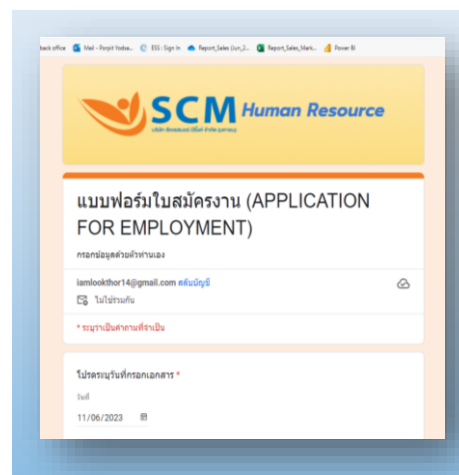 back office Mail - Ponpit Yodsa... ESS : Sign In Report_Sales (Jun_2... Report_Sales_Mark... Power BI
SCM Human Resource
แบบฟอร์มใบสมัครงาน (APPLICATION
FOR EMPLOYMENT)
กรอกข้อมูลด้วยตัวท่านเอง
iamlookthor14@gmail.com สลับบัญชี
ไม่ใช่ร่วมกัน
* ระบุว่าเป็นคำถามที่จำเป็น
โปรดระบุวันที่กรอกเอกสาร *
วันที่
11/06/2023